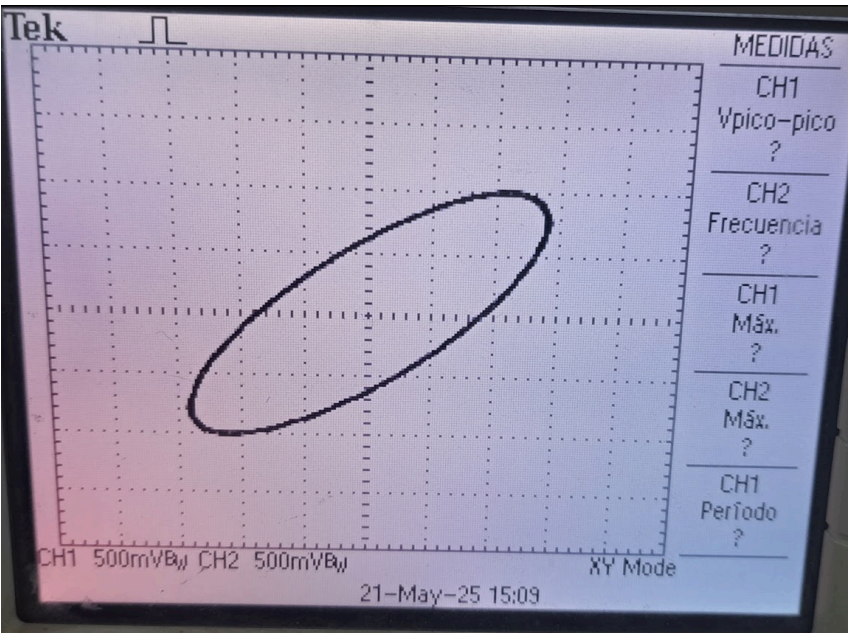 Tek
MEDIDAS
CH1
Vpico-pico
?
CH2
Frecuencia
?
CH1
Máx.
?
CH2
Máx.
?
CH1
Período
?
CH1 500mVBW CH2 500mVBW XY Mode
21-May-25 15:09